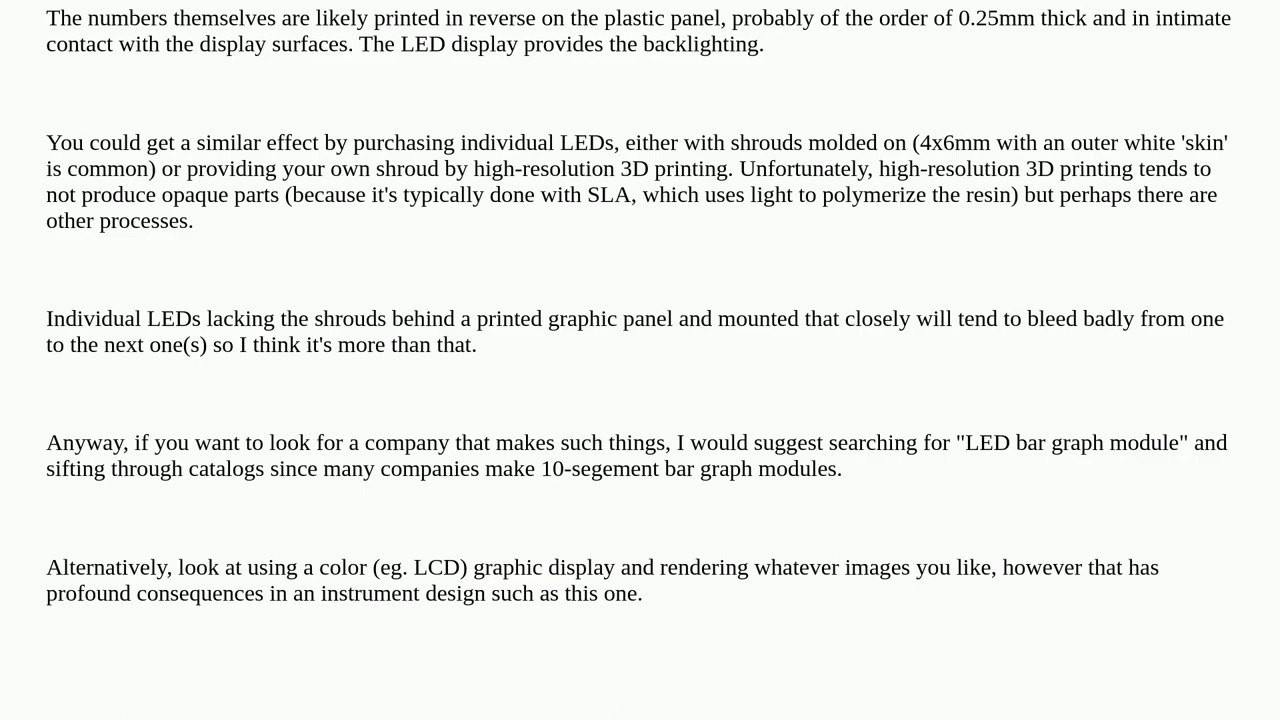 The numbers themselves are likely printed in reverse on the plastic panel, probably of the order of 0.25mm thick and in intimate
contact with the display surfaces. The LED display provides the backlighting.
You could get a similar effect by purchasing individual LEDs, either with shrouds molded on (4x6mm with an outer white 'skin'
is common) or providing your own shroud by high-resolution 3D printing. Unfortunately, high-resolution 3D printing tends to
not produce opaque parts (because it's typically done with SLA, which uses light to polymerize the resin) but perhaps there are
other processes.
Individual LEDs lacking the shrouds behind a printed graphic panel and mounted that closely will tend to bleed badly from one
to the next one(s) so I think it's more than that.
Anyway, if you want to look for a company that makes such things, I would suggest searching for "LED bar graph module" and
sifting through catalogs since many companies make 10-segement bar graph modules.
Alternatively, look at using a color (eg. LCD) graphic display and rendering whatever images you like, however that has
profound consequences in an instrument design such as this one.